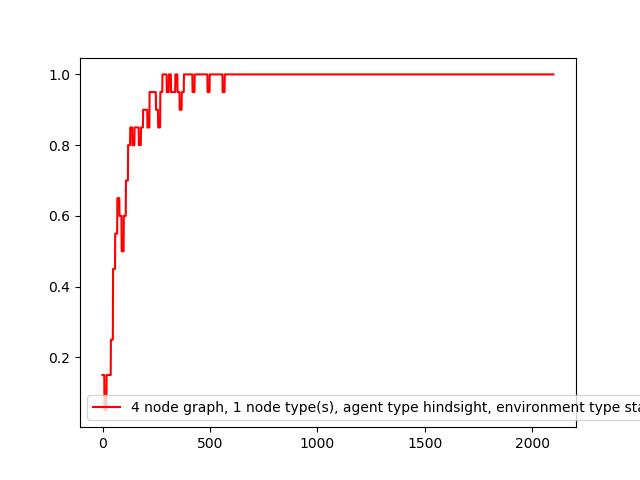 1.0
0.8
0.6
0.4
0.2
4 node graph, 1 node type(s), agent type hindsight, environment type sta
0 500 1000 1500 2000